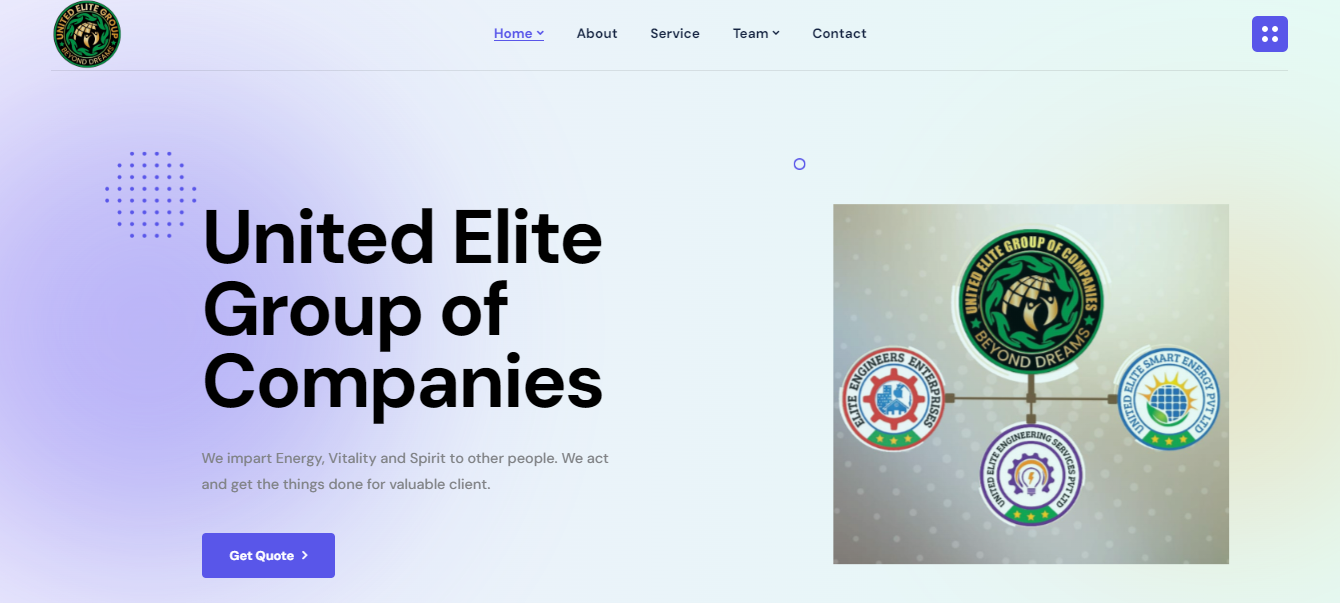 UNITED ELITE GROUP
BEYOND DREAMS
Home
About
Service
Team
Contact
United Elite
Group of
Companies
We impart Energy, Vitality and Spirit to other people. We act
and get the things done for valuable client.
Get Quote
UNITED ELITE GROUP OF COMPANIES
BEYOND DREAMS
ELITE ENGINEERS ENTERPRISES
UNITED ELITE SMART ENERGY PVT LTD
UNITED ELITE ENGINEERING SERVICES PVT LTD